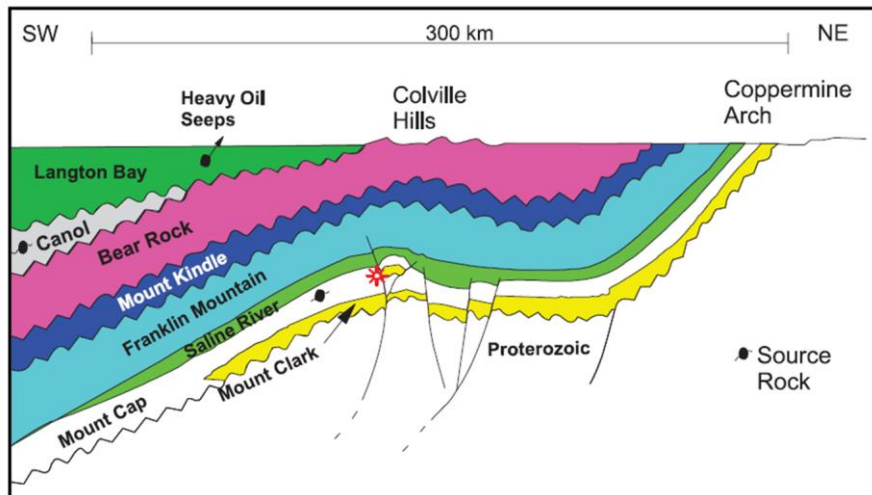 SW
300 km
NE
Heavy Oil
Seeps
Colville
Hills
Coppermine
Arch
Langton Bay
Canol
Bear Rock
Mount Kindle
Franklin Mountain
Saline River
Mount Clark
Mount Cap
Proterozoic
Source
Rock